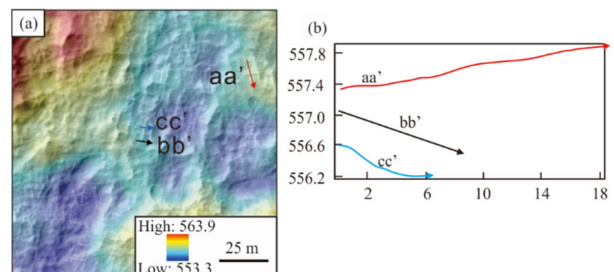 (a)
aa’
cc’
bb’
High: 563.9
Low: 553.3
25 m
(b)
557.8
557.4
557.0
556.6
556.2
aa’
bb’
cc’
2
6
10
14
18